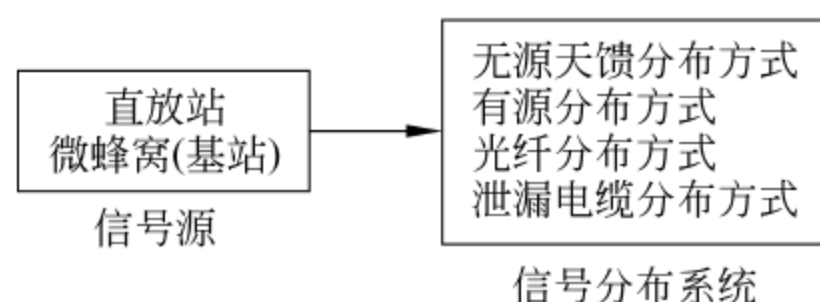 直放站
微蜂窝(基站)
信号源
无源天馈分布方式
有源分布方式
光纤分布方式
泄漏电缆分布方式
信号分布系统